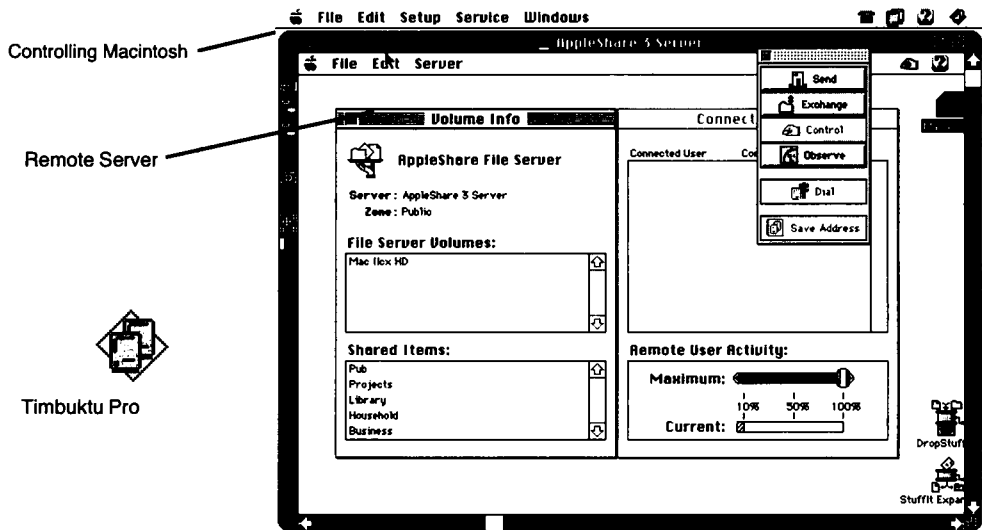 File Edit Setup Service Windows
Controlling Macintosh
AppleShare 3 Server
File Edit Server
Send
Exchange
Control
Observe
Dial
Save Address
Remote Server
Volume Info
AppleShare File Server
Server: AppleShare 3 Server
Zone: Public
File Server Volumes:
Mac IIcx HD
Shared Items:
Pub
Projects
Library
Household
Business
Connect
Connected User Co
Remote User Activity:
Maximum:
10% 50% 100%
Current:
Timbuktu Pro
DropStuff
StuffIt Expan